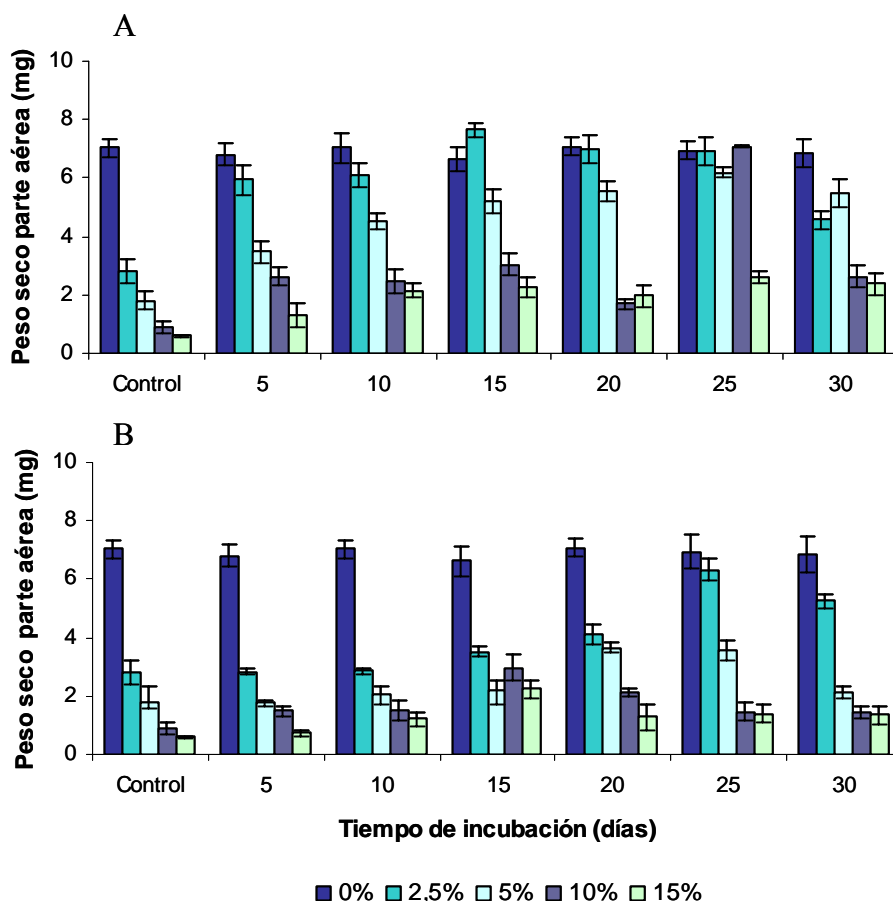 A
Peso seco parte aérea (mg)
10
8
6
4
2
0
Control 5 10 15 20 25 30
B
Peso seco parte aérea (mg)
10
8
6
4
2
0
Control 5 10 15 20 25 30
Tiempo de incubación (días)
0% 2,5% 5% 10% 15%